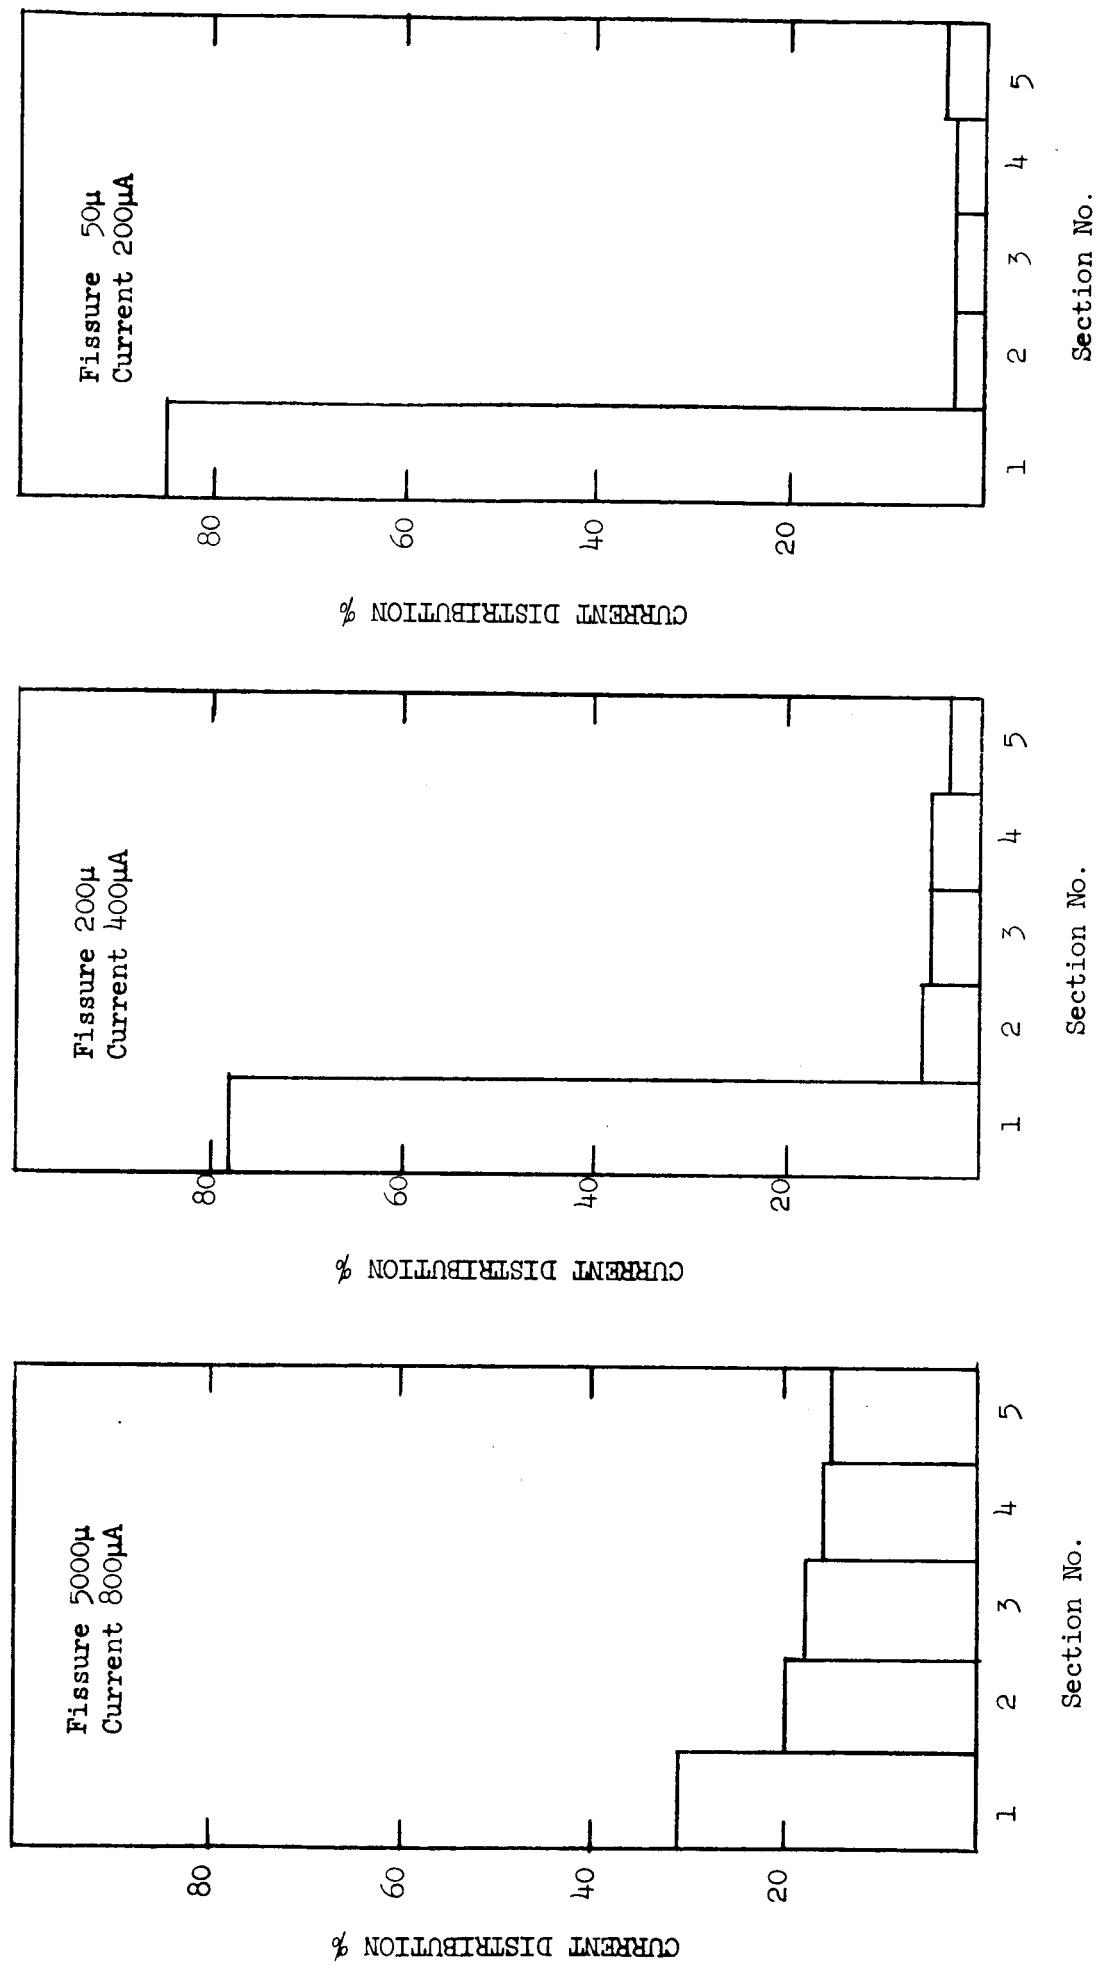 CURRENT DISTRIBUTION %
80
60
40
20
Fissure 5000μ
Current 800μA
1 2 3 4 5
Section No.
CURRENT DISTRIBUTION %
80
60
40
20
Fissure 200μ
Current 400μA
1 2 3 4 5
Section No.
CURRENT DISTRIBUTION %
80
60
40
20
Fissure 50μ
Current 200μA
1 2 3 4 5
Section No.